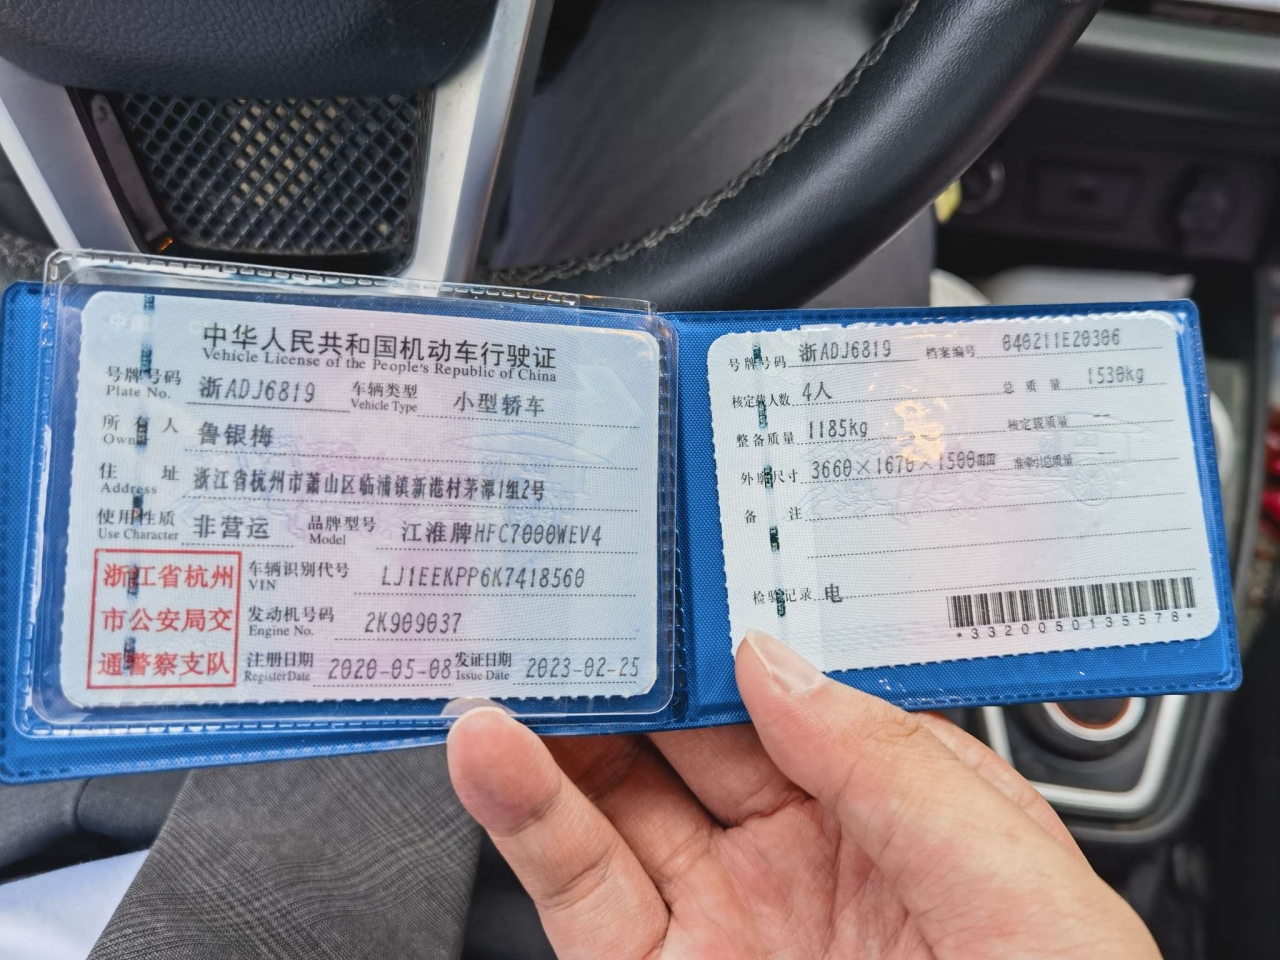 中华人民共和国机动车行驶证
Vehicle License of the People's Republic of China
号牌号码 浙ADJ6819 车辆类型 小型轿车
Plate No. Vehicle Type
所有人 鲁银梅
Owner
住址 浙江省杭州市萧山区临浦镇新港村茅潭1组2号
Address
使用性质 非营运 品牌型号 江淮牌HFC7000WEV4
Use Character Model
浙江省杭州
市公安局交
通警察支队
车辆识别代号 LJ1EEKPP6K7418560
VIN
发动机号码 2K909037
Engine No.
注册日期 2020-05-08 发证日期 2023-02-25
Register Date Issue Date
号牌号码 浙ADJ6819 档案编号 040211E20306
核定载人数 4人 总质量 1530kg
整备质量 1185kg 核定载质量 --
外廓尺寸 3660×1670×1500mm 准牵引总质量 --
备注
检验记录 电
*3320050135578*